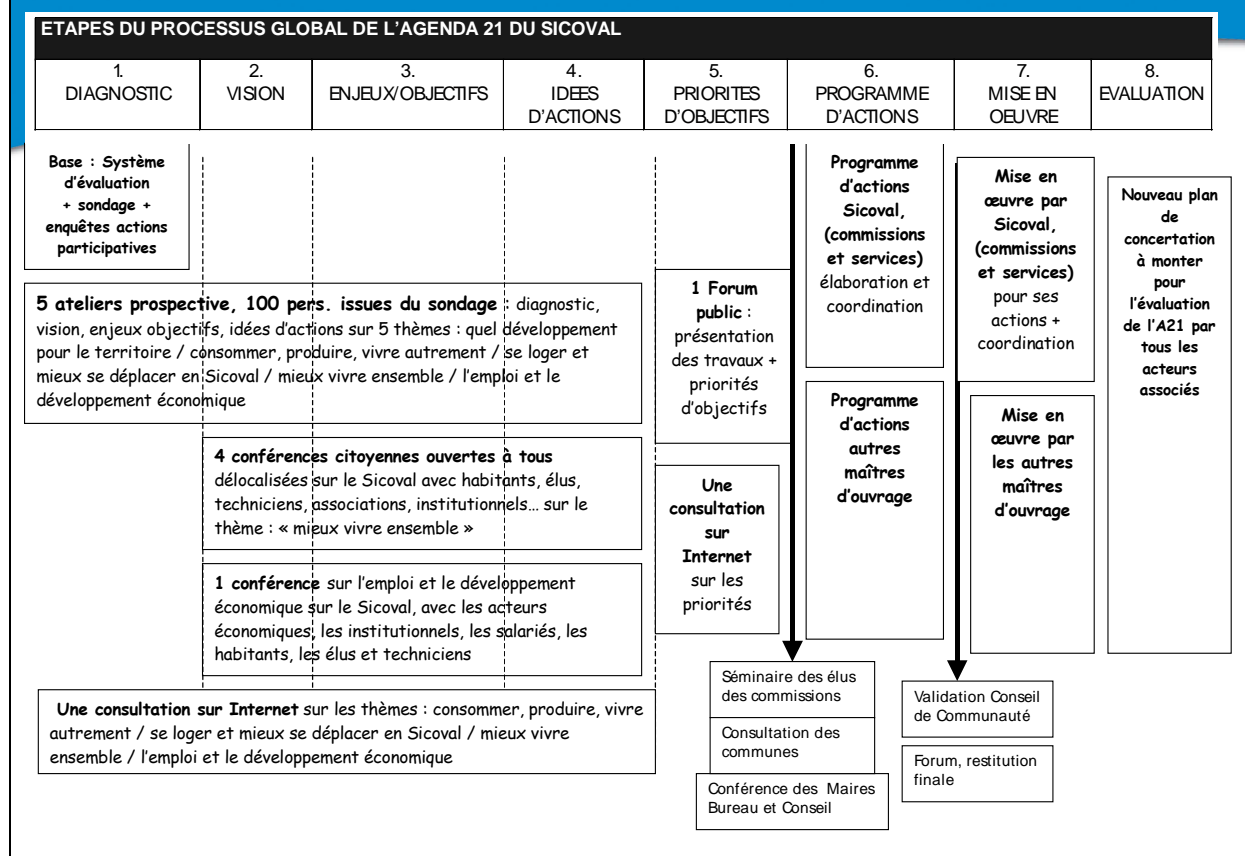 ETAPES DU PROCESSUS GLOBAL DE L'AGENDA 21 DU SICOVAL
1.
DIAGNOSTIC
2.
VISION
3.
ENJEUX/OBJECTIFS
4.
IDEES
D'ACTIONS
5.
PRIORITES
D'OBJECTIFS
6.
PROGRAMME
D'ACTIONS
7.
MISE EN
OEUVRE
8.
EVALUATION
Base : Système
d'évaluation
+ sondage +
enquêtes actions
participatives
5 ateliers prospective, 100 pers. issues du sondage : diagnostic,
vision, enjeux objectifs, idées d'actions sur 5 thèmes : quel développement
pour le territoire / consommer, produire, vivre autrement / se loger et
mieux se déplacer en Sicoval / mieux vivre ensemble / l'emploi et le
développement économique
4 conférences citoyennes ouvertes à tous
délocalisées sur le Sicoval avec habitants, élus,
techniciens, associations, institutionnels… sur le
thème : « mieux vivre ensemble »
1 conférence sur l'emploi et le développement
économique sur le Sicoval, avec les acteurs
économiques, les institutionnels, les salariés, les
habitants, les élus et techniciens
Une consultation sur Internet sur les thèmes : consommer, produire, vivre
autrement / se loger et mieux se déplacer en Sicoval / mieux vivre
ensemble / l'emploi et le développement économique
1 Forum
public :
présentation
des travaux +
priorités
d'objectifs
Une
consultation
sur
Internet
sur les
priorités
Séminaire des élus
des commissions
Consultation des
communes
Conférence des Maires
Bureau et Conseil
Programme
d'actions
Sicoval,
(commissions
et services)
élaboration et
coordination
Programme
d'actions
autres
maîtres
d'ouvrage
Mise en
œuvre par
Sicoval,
(commissions
et services)
pour ses
actions +
coordination
Mise en
œuvre par
les autres
maîtres
d'ouvrage
Validation Conseil
de Communauté
Forum, restitution
finale
Nouveau plan
de
concertation
à monter
pour
l'évaluation
de l'A21 par
tous les
acteurs
associés